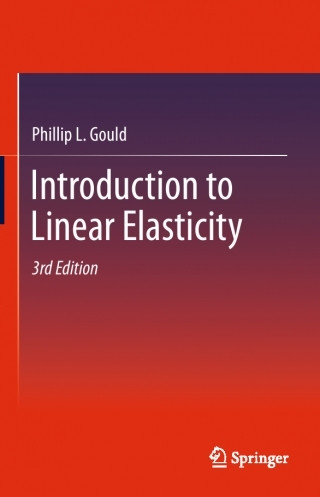 Phillip L. Gould
Introduction to
Linear Elasticity
3rd Edition
Springer